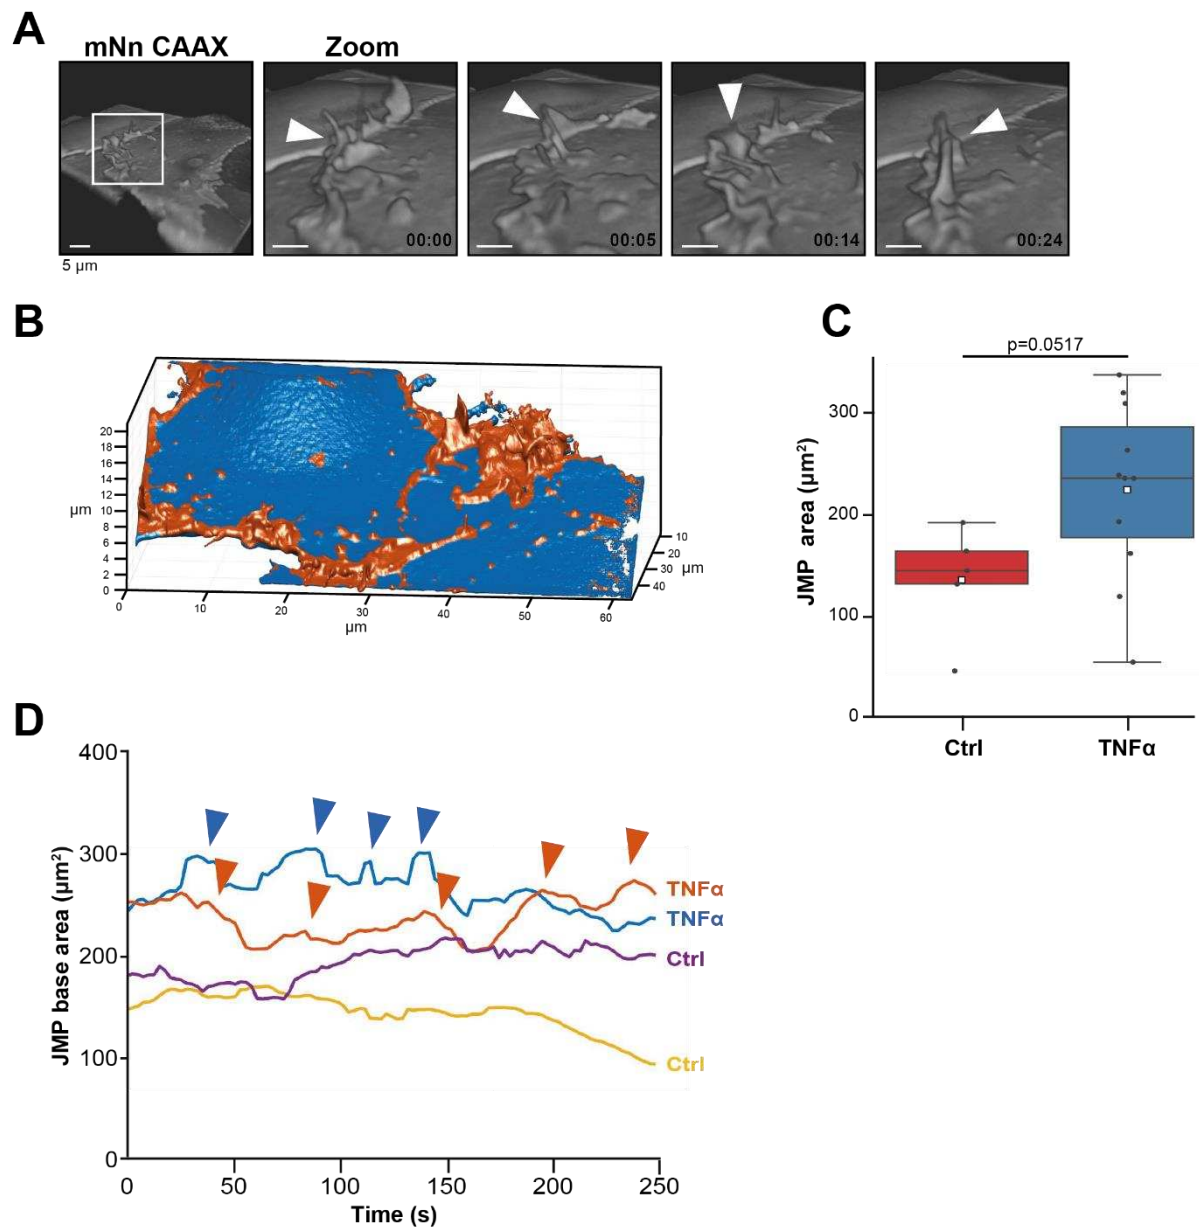 A
mNn CAAX
Zoom
00:00
00:05
00:14
00:24
5 µm
B
20
18
16
14
12
10
8
6
4
2
0
µm
0
10
20
30
40
50
60
µm
10
20
30
40
µm
C
p=0.0517
JMP area (µm²)
300
200
100
0
Ctrl
TNFα
D
JMP base area (µm²)
400
300
200
100
0
TNFα
TNFα
Ctrl
Ctrl
0
50
100
150
200
250
Time (s)